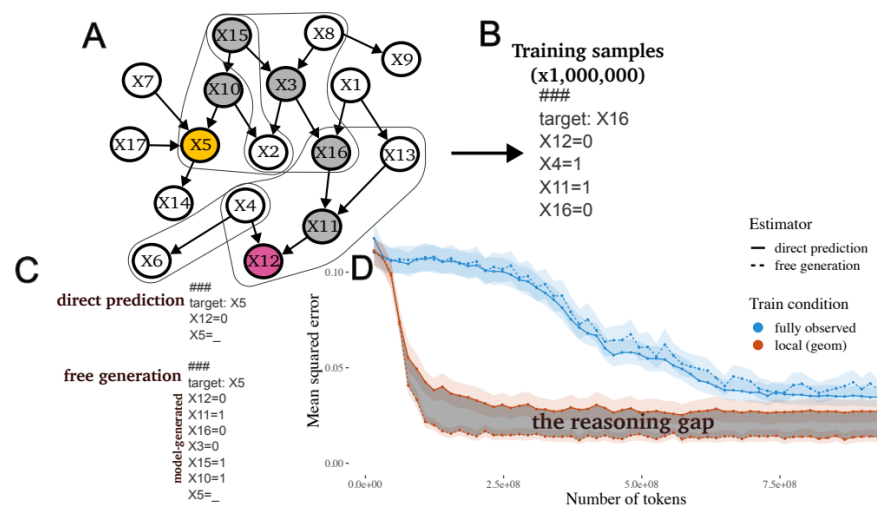 A
X15
X8
X9
X7
X10
X3
X1
X17
X5
X2
X16
X13
X14
X4
X11
X6
X12
B
Training samples
(x1,000,000)
###
target: X16
X12=0
X4=1
X11=1
X16=0
C
direct prediction
###
target: X5
X12=0
X5=_
free generation
###
target: X5
model-generated
X12=0
X11=1
X16=0
X3=0
X15=1
X10=1
X5=_
D
Estimator
direct prediction
free generation
Train condition
fully observed
local (geom)
Mean squared error
0.10
0.05
0.00
the reasoning gap
0.0e+00
2.5e+08
5.0e+08
7.5e+08
Number of tokens